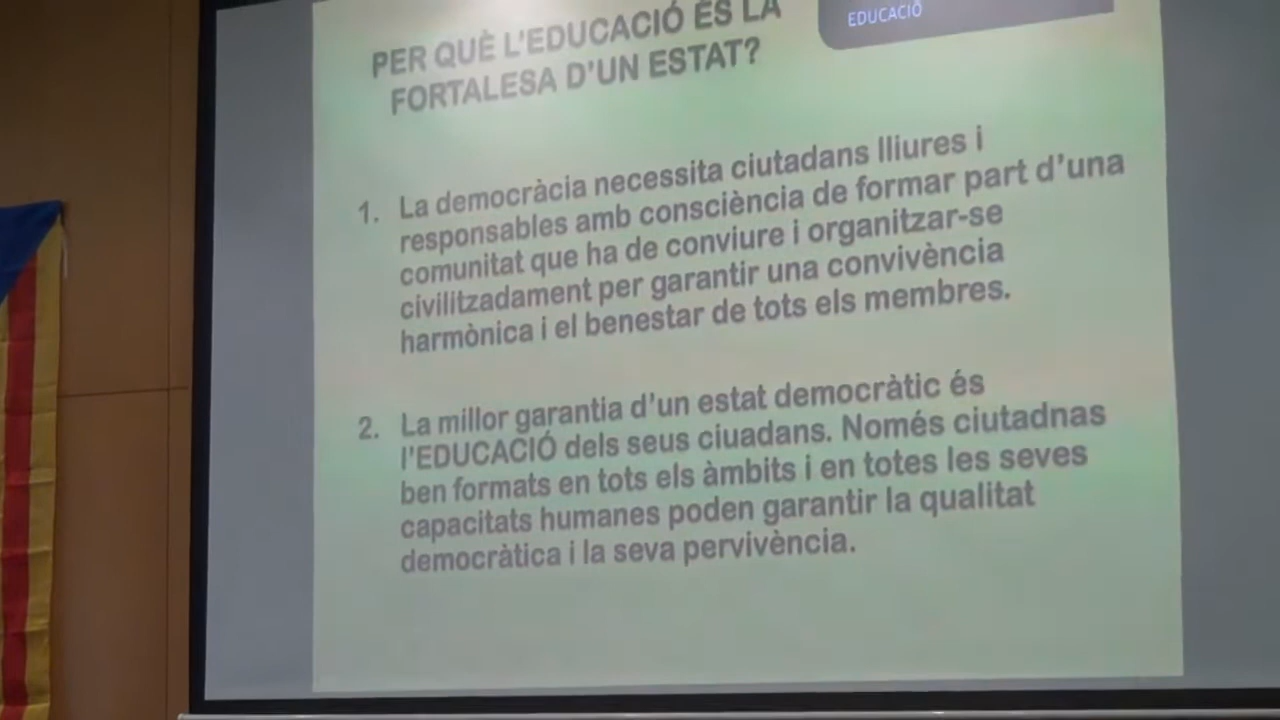 EDUCACIÓ
PER QUÈ L'EDUCACIÓ ÉS LA
FORTALESA D'UN ESTAT?
1. La democràcia necessita ciutadans lliures i
responsables amb consciència de formar part d'una
comunitat que ha de conviure i organitzar-se
civilitzadament per garantir una convivència
harmònica i el benestar de tots els membres.
2. La millor garantia d'un estat democràtic és
l'EDUCACIÓ dels seus ciuadans. Només ciutadnas
ben formats en tots els àmbits i en totes les seves
capacitats humanes poden garantir la qualitat
democràtica i la seva pervivència.